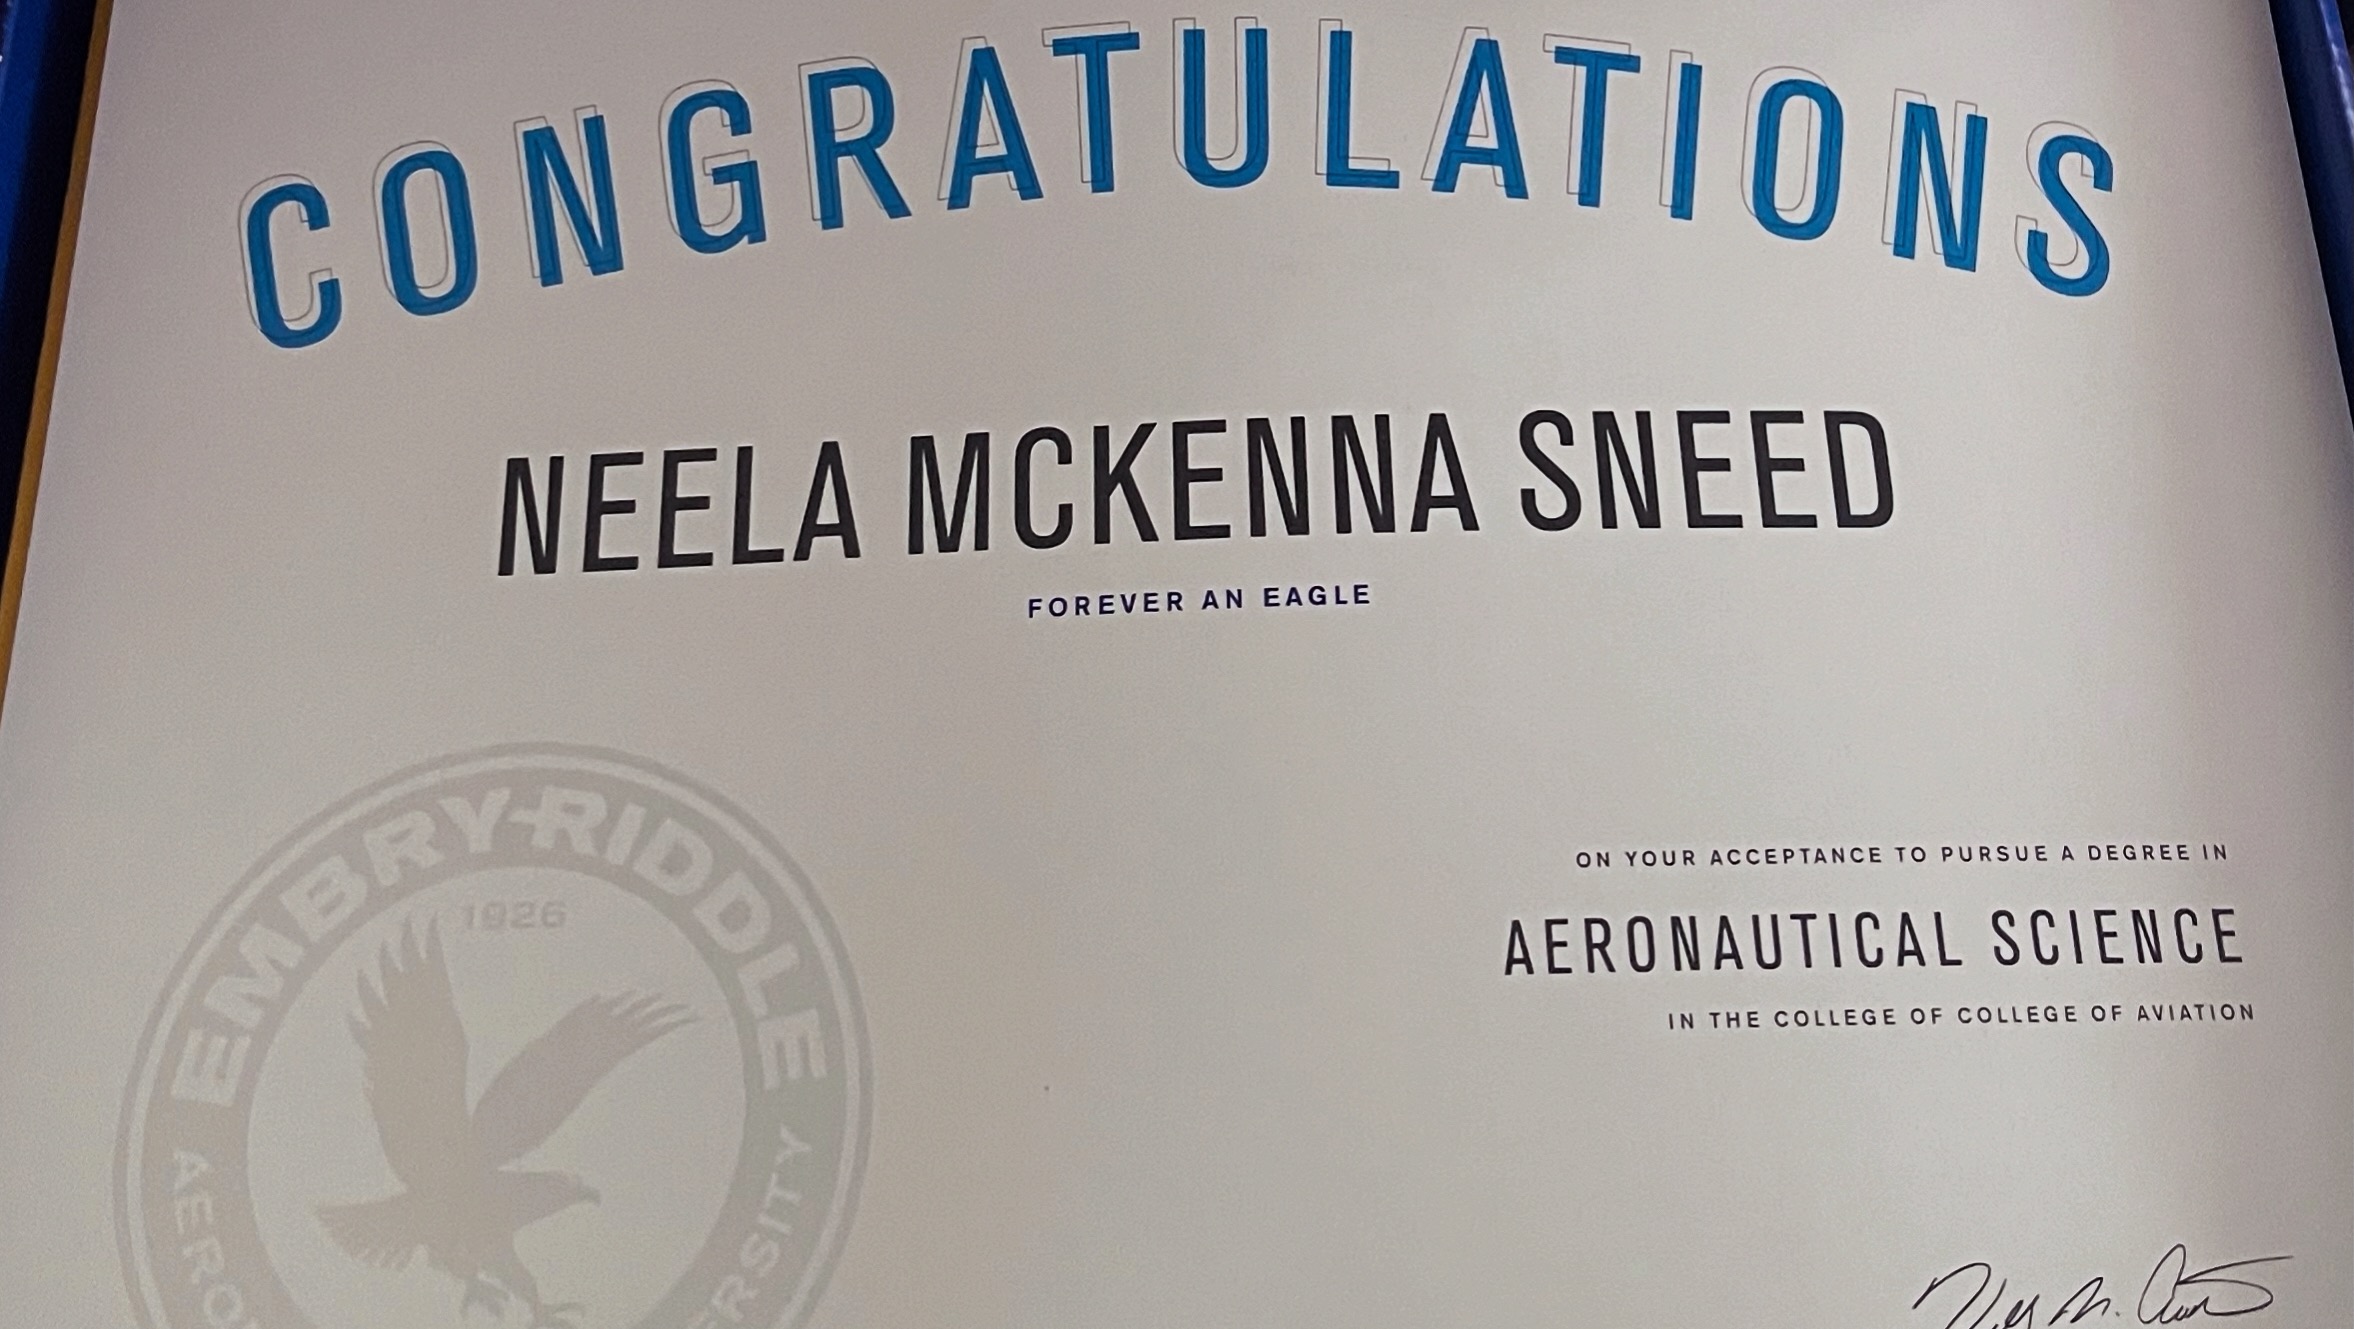 CONGRATULATIONS
NEELA MCKENNA SNEED
FOREVER AN EAGLE
ON YOUR ACCEPTANCE TO PURSUE A DEGREE IN
AERONAUTICAL SCIENCE
IN THE COLLEGE OF COLLEGE OF AVIATION
EMBRY-RIDDLE
1926